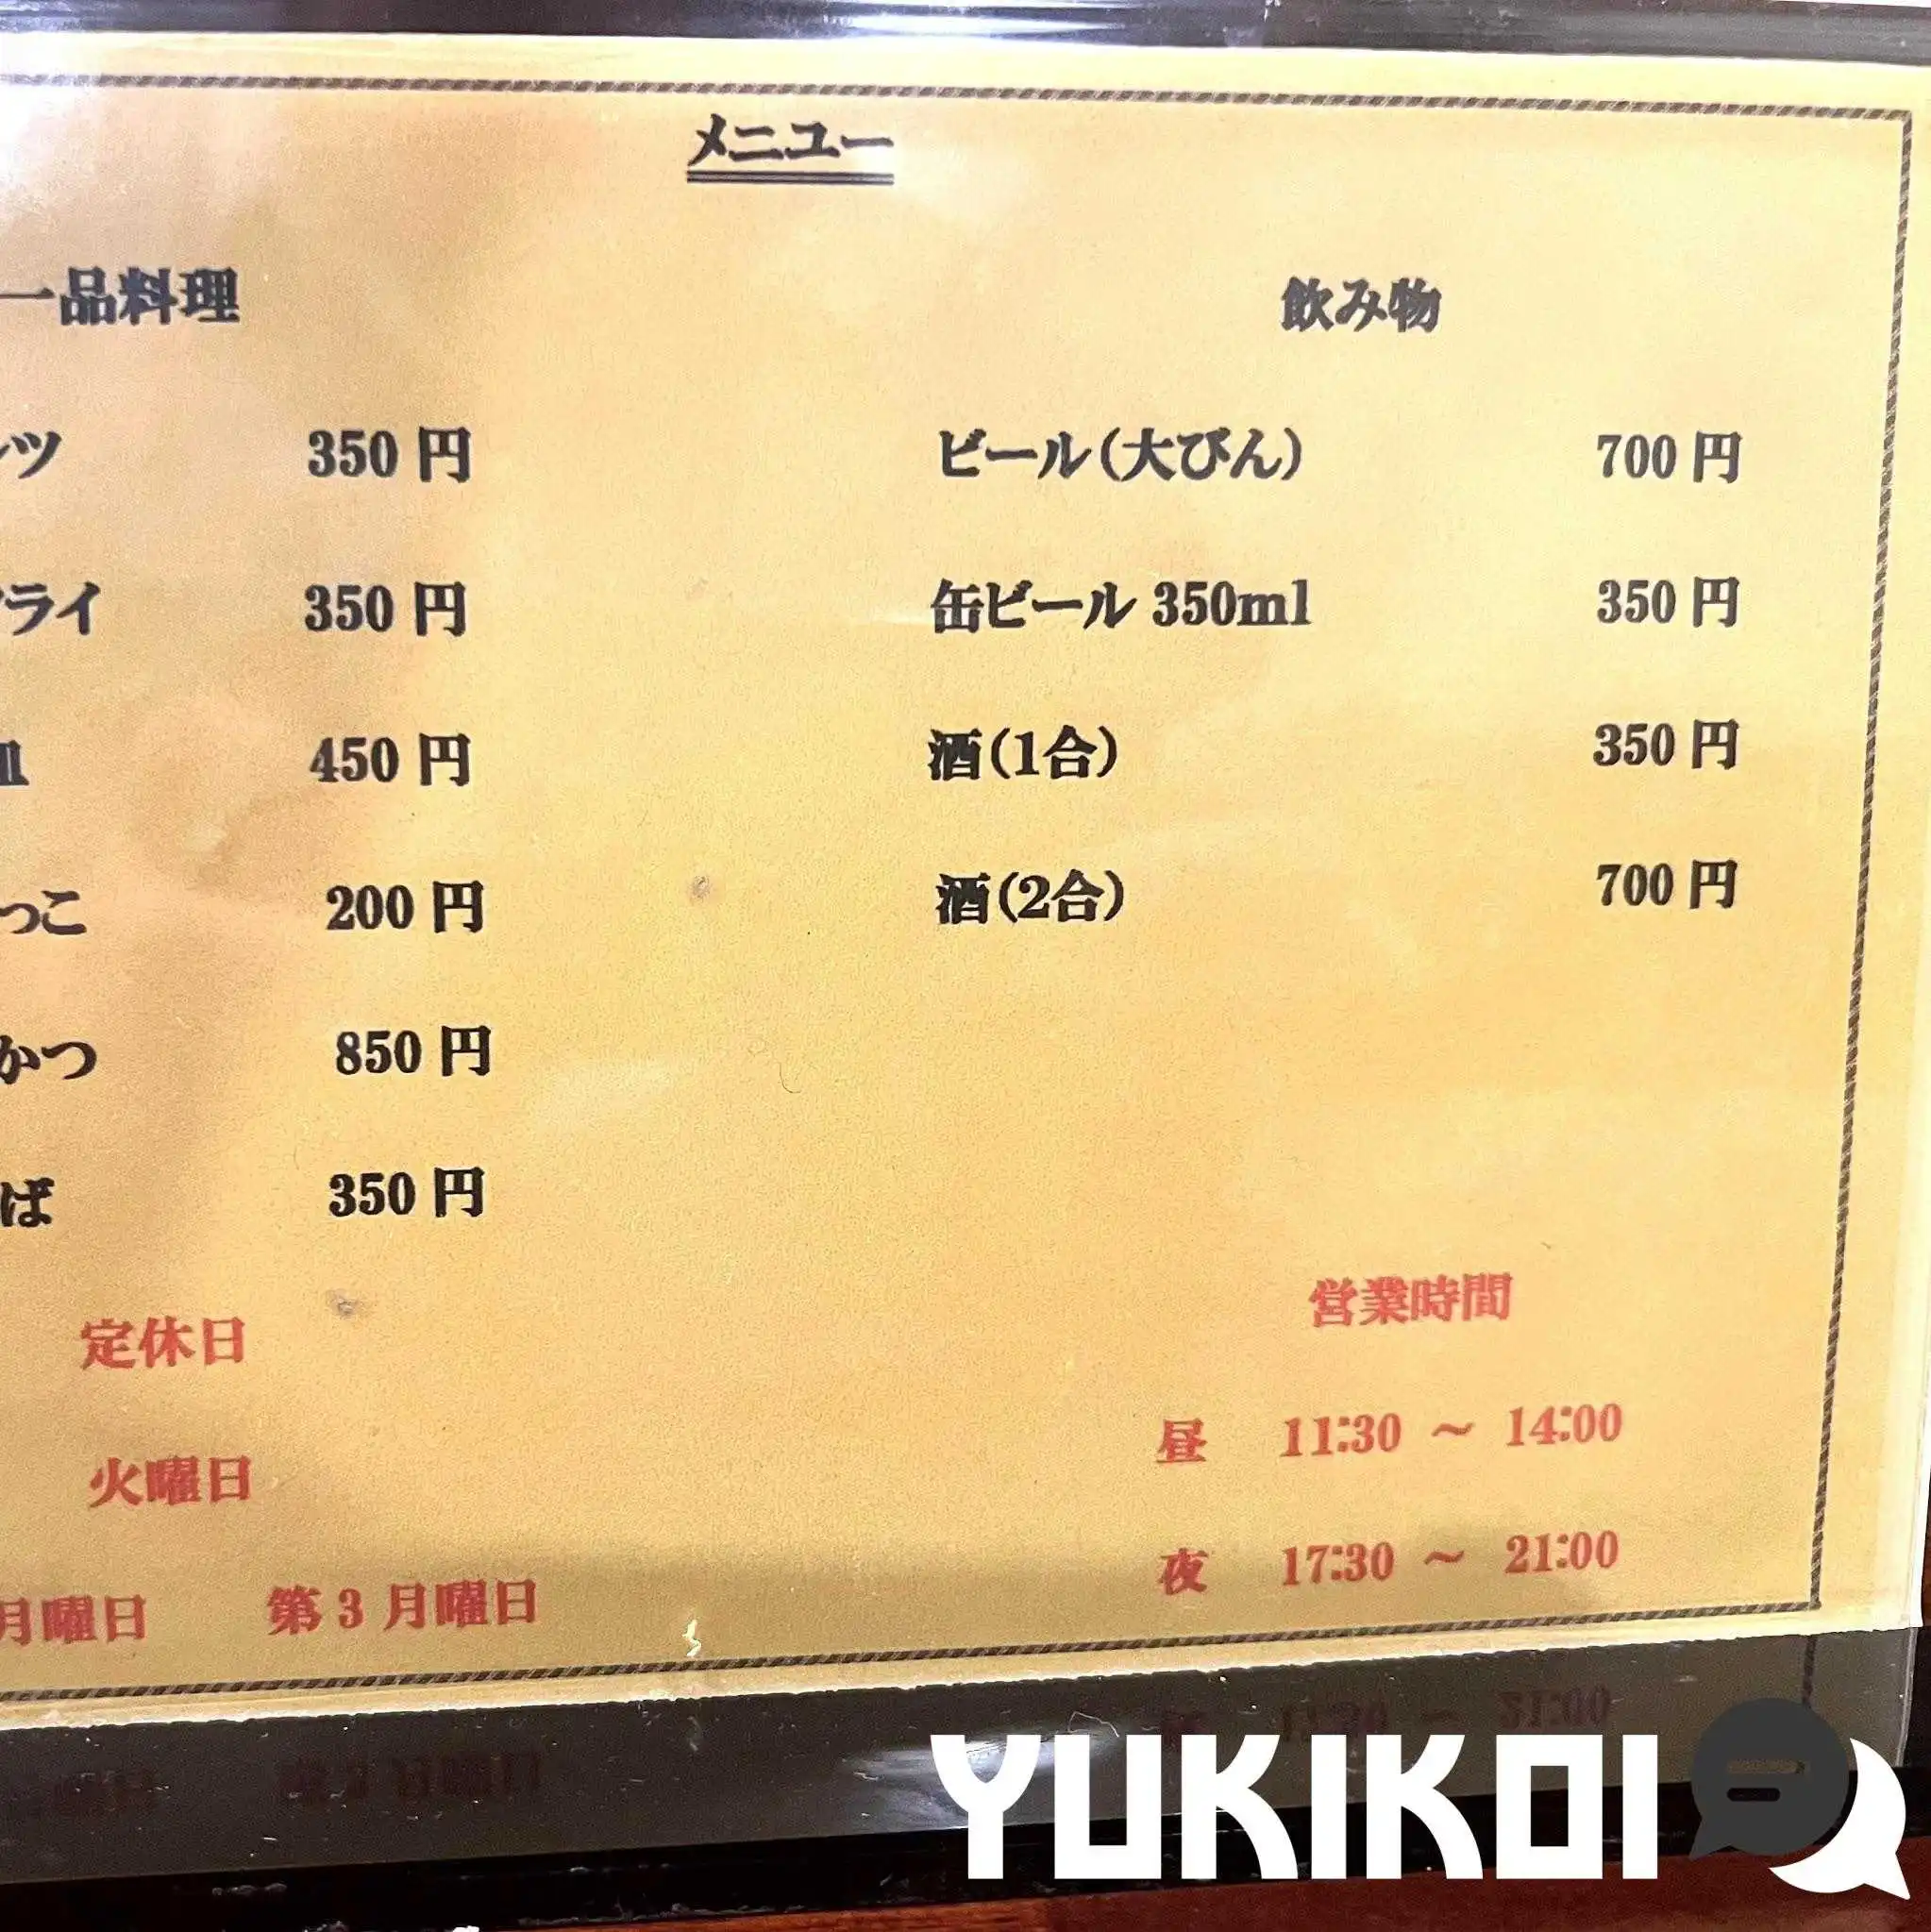 メニュー
一品料理
飲み物
350 円
ビール(大びん) 700 円
ライ 350 円
缶ビール 350ml 350 円
450 円
酒(1合) 350 円
っこ 200 円
酒(2合) 700 円
かつ 850 円
ば 350 円
定休日
火曜日
月曜日 第3月曜日
営業時間
昼 11:30 ～ 14:00
夜 17:30 ～ 21:00
YUKIKOI